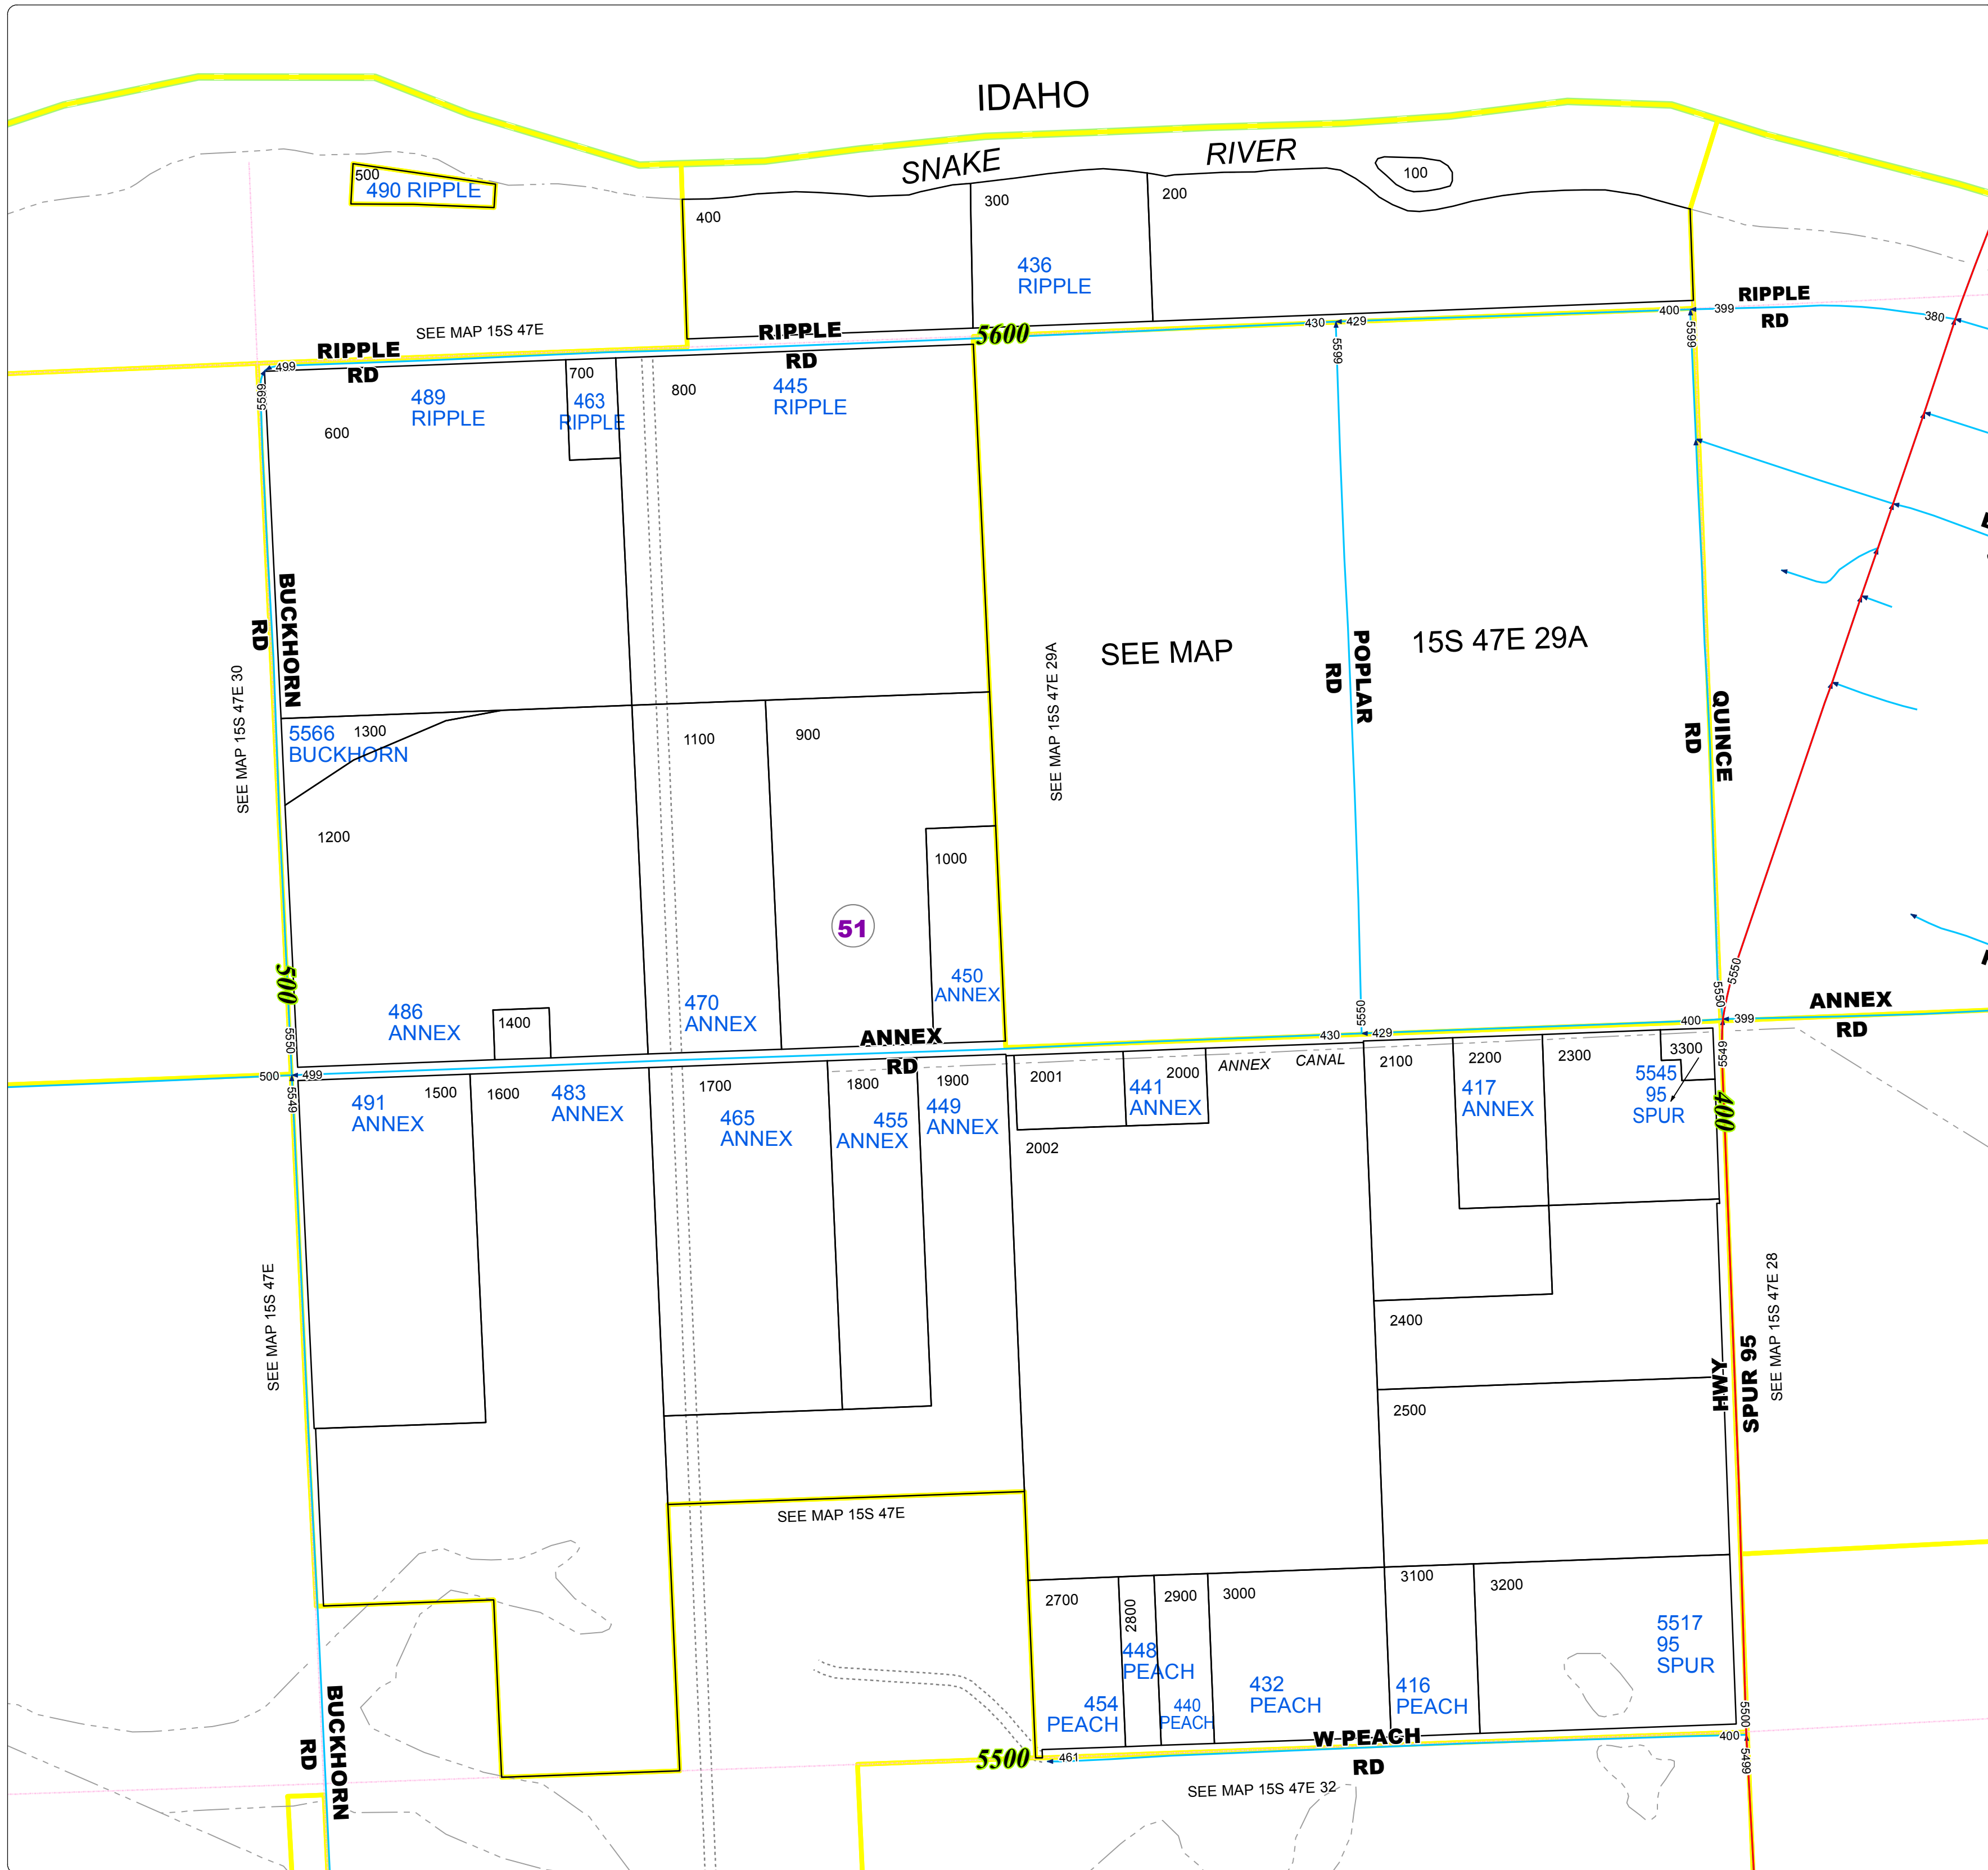 IDAHO
SNAKE RIVER
100
500
490 RIPPLE
400
300
200
436
RIPPLE
RIPPLE
RD
400
399
380
SEE MAP 15S 47E
RIPPLE
RD
RIPPLE
RD
5600
430
429
499
5599
5599
5599
489
RIPPLE
600
700
463
RIPPLE
800
445
RIPPLE
BUCKHORN
RD
SEE MAP 15S 47E 30
SEE MAP 15S 47E 29A
SEE MAP
15S 47E 29A
POPLAR
RD
QUINCE
RD
5566
BUCKHORN
1300
1100
900
1200
1000
51
500
486
ANNEX
1400
470
ANNEX
450
ANNEX
5550
5550
5550
5550
ANNEX
RD
430
429
400
399
ANNEX
RD
500
499
5549
5549
491
ANNEX
1500
1600
483
ANNEX
1700
465
ANNEX
1800
455
ANNEX
1900
449
ANNEX
2001
441
ANNEX
2000
ANNEX CANAL
2100
2200
417
ANNEX
2300
3300
5545
95
SPUR
400
2002
SEE MAP 15S 47E
SEE MAP 15S 47E 28
2400
HWY
SPUR 95
2500
SEE MAP 15S 47E
2700
2800
2900
3000
3100
3200
5517
95
SPUR
448
PEACH
454
PEACH
440
PEACH
432
PEACH
416
PEACH
BUCKHORN
RD
5500
461
W PEACH
RD
400
5500
5499
SEE MAP 15S 47E 32